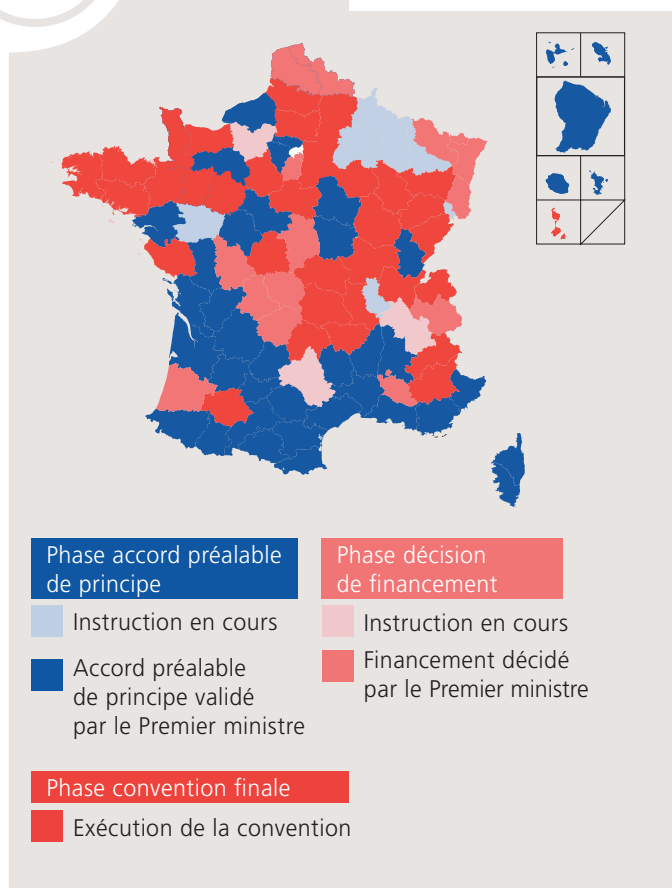 Phase accord préalable
de principe
Instruction en cours
Accord préalable
de principe validé
par le Premier ministre
Phase décision
de financement
Instruction en cours
Financement décidé
par le Premier ministre
Phase convention finale
Exécution de la convention